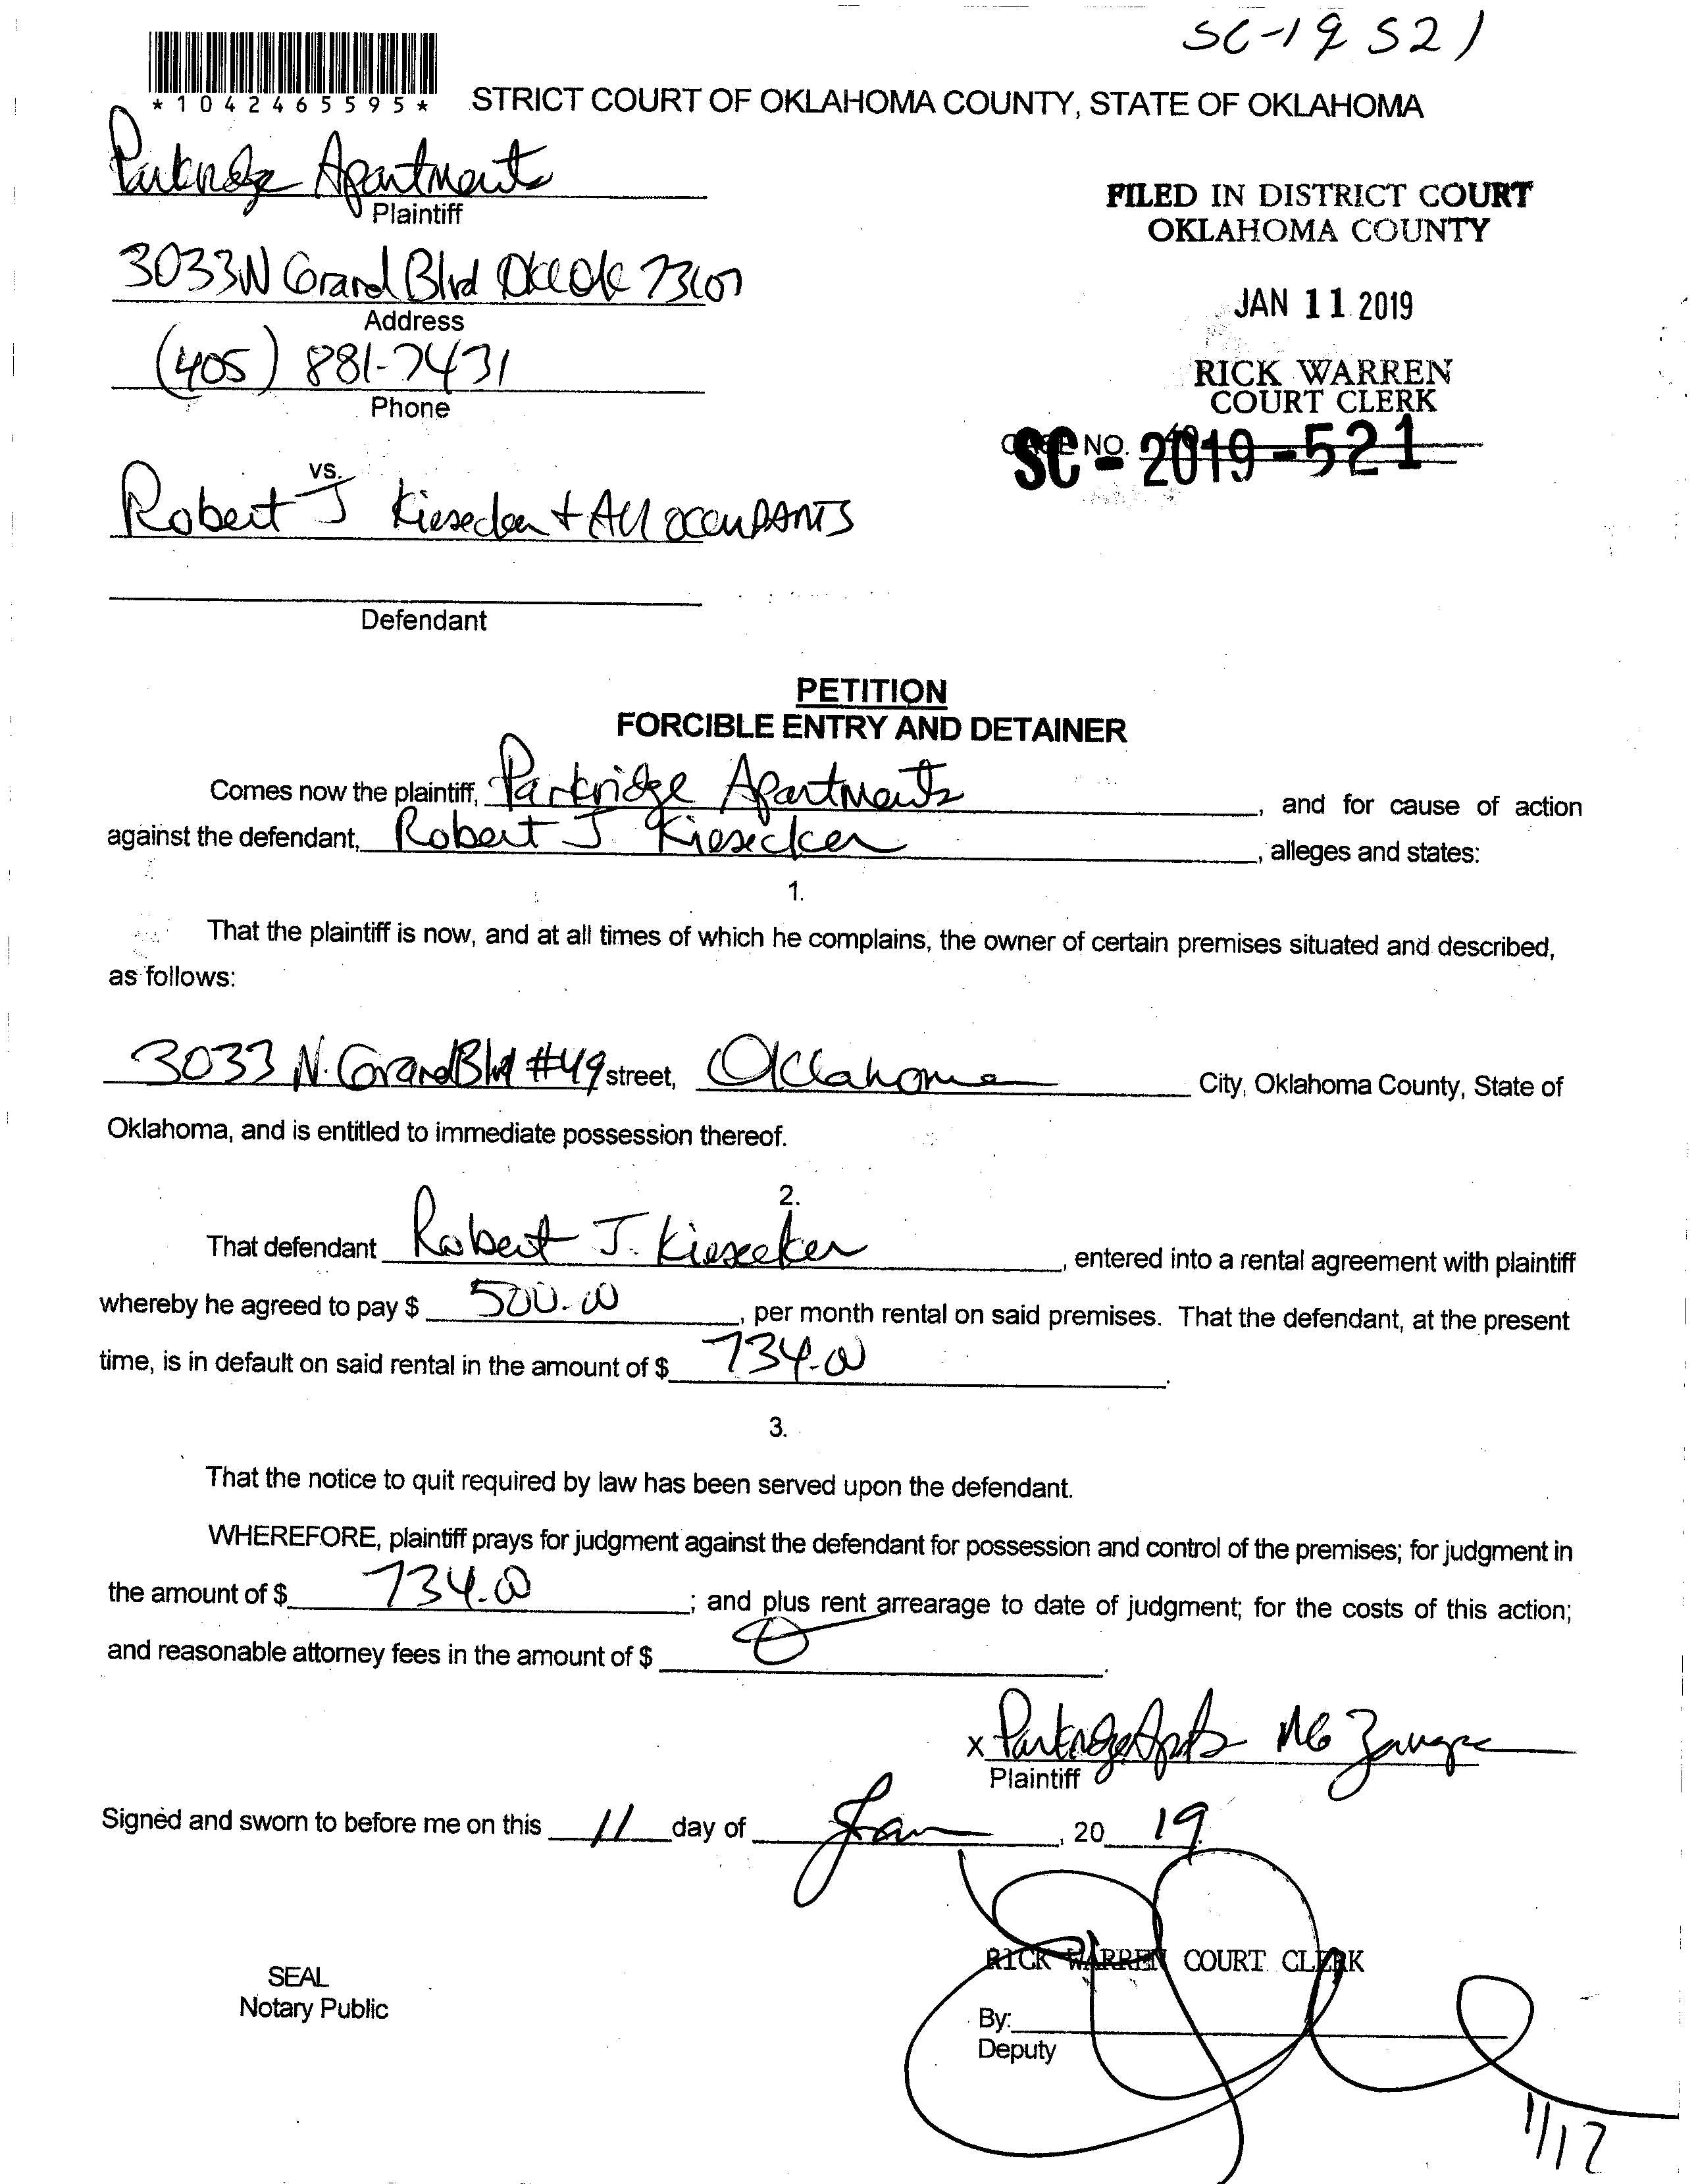 SC-19 521
*1042465595*
STRICT COURT OF OKLAHOMA COUNTY, STATE OF OKLAHOMA
Parkridge Apartments
Plaintiff
FILED IN DISTRICT COURT
OKLAHOMA COUNTY
3033 N Grand Blvd OKC OK 73107
Address
JAN 11 2019
(405) 881-7431
Phone
RICK WARREN
COURT CLERK
CASE NO.
SC - 2019 - 521
vs.
Robert J Kiesecker + All occupants
Defendant
PETITION
FORCIBLE ENTRY AND DETAINER
Comes now the plaintiff, Parkridge Apartments, and for cause of action
against the defendant, Robert J. Kiesecker, alleges and states:
1.
That the plaintiff is now, and at all times of which he complains, the owner of certain premises situated and described,
as follows:
3033 N. Grand Blvd #49 street, Oklahoma City, Oklahoma County, State of
Oklahoma, and is entitled to immediate possession thereof.
2.
That defendant Robert J. Kiesecker, entered into a rental agreement with plaintiff
whereby he agreed to pay $ 500.00, per month rental on said premises. That the defendant, at the present
time, is in default on said rental in the amount of $ 734.00.
3.
That the notice to quit required by law has been served upon the defendant.
WHEREFORE, plaintiff prays for judgment against the defendant for possession and control of the premises; for judgment in
the amount of $ 734.00; and plus rent arrearage to date of judgment; for the costs of this action;
and reasonable attorney fees in the amount of $ 0.
x Parkridge Apts
Plaintiff
Signed and sworn to before me on this 11 day of Jan, 20 19.
RICK WARREN COURT CLERK
SEAL
Notary Public
By:
Deputy
1/17